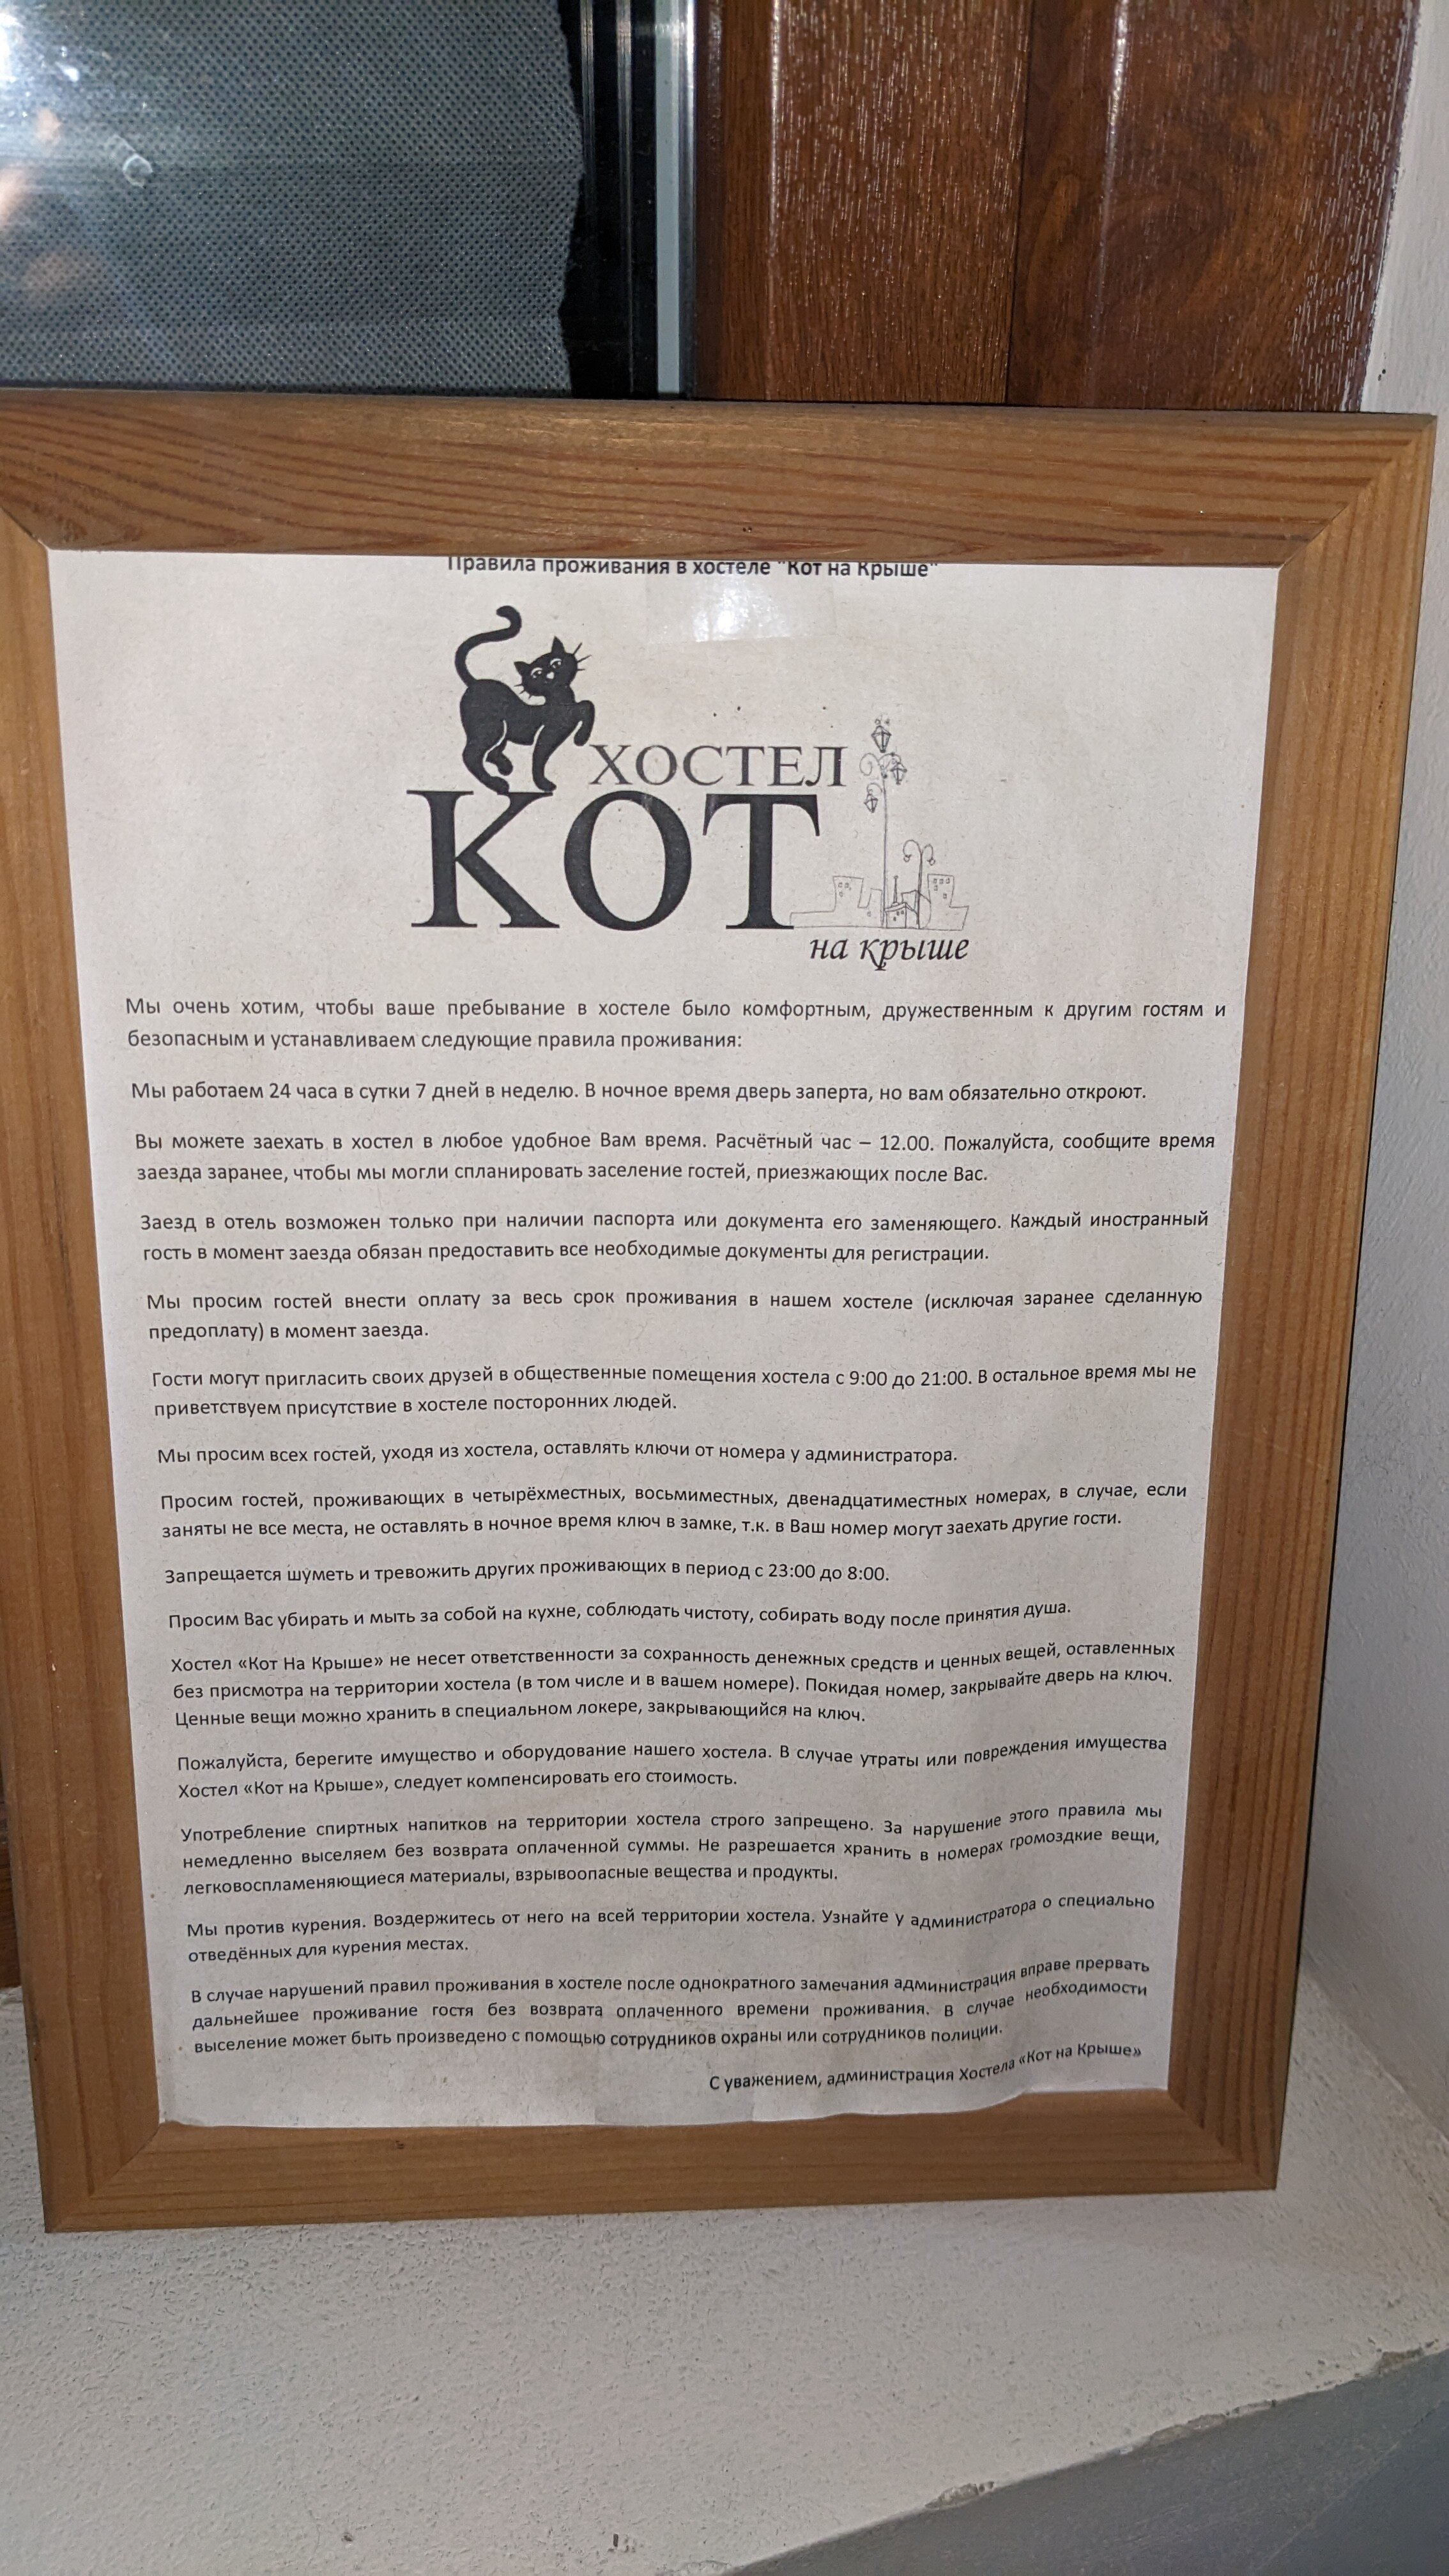 Правила проживания в хостеле "Кот на Крыше"
ХОСТЕЛ
КОТ
на крыше
Мы очень хотим, чтобы ваше пребывание в хостеле было комфортным, дружественным к другим гостям и
безопасным и устанавливаем следующие правила проживания:
Мы работаем 24 часа в сутки 7 дней в неделю. В ночное время дверь заперта, но вам обязательно откроют.
Вы можете заехать в хостел в любое удобное Вам время. Расчётный час – 12.00. Пожалуйста, сообщите время
заезда заранее, чтобы мы могли спланировать заселение гостей, приезжающих после Вас.
Заезд в отель возможен только при наличии паспорта или документа его заменяющего. Каждый иностранный
гость в момент заезда обязан предоставить все необходимые документы для регистрации.
Мы просим гостей внести оплату за весь срок проживания в нашем хостеле (исключая заранее сделанную
предоплату) в момент заезда.
Гости могут пригласить своих друзей в общественные помещения хостела с 9:00 до 21:00. В остальное время мы не
приветствуем присутствие в хостеле посторонних людей.
Мы просим всех гостей, уходя из хостела, оставлять ключи от номера у администратора.
Просим гостей, проживающих в четырёхместных, восьмиместных, двенадцатиместных номерах, в случае, если
заняты не все места, не оставлять в ночное время ключ в замке, т.к. в Ваш номер могут заехать другие гости.
Запрещается шуметь и тревожить других проживающих в период с 23:00 до 8:00.
Просим Вас убирать и мыть за собой на кухне, соблюдать чистоту, собирать воду после принятия душа.
Хостел «Кот На Крыше» не несет ответственности за сохранность денежных средств и ценных вещей, оставленных
без присмотра на территории хостела (в том числе и в вашем номере). Покидая номер, закрывайте дверь на ключ.
Ценные вещи можно хранить в специальном локере, закрывающийся на ключ.
Пожалуйста, берегите имущество и оборудование нашего хостела. В случае утраты или повреждения имущества
Хостел «Кот на Крыше», следует компенсировать его стоимость.
Употребление спиртных напитков на территории хостела строго запрещено. За нарушение этого правила мы
немедленно выселяем без возврата оплаченной суммы. Не разрешается хранить в номерах громоздкие вещи,
легковоспламеняющиеся материалы, взрывоопасные вещества и продукты.
Мы против курения. Воздержитесь от него на всей территории хостела. Узнайте у администратора о специально
отведённых для курения местах.
В случае нарушений правил проживания в хостеле после однократного замечания администрация вправе прервать
дальнейшее проживание гостя без возврата оплаченного времени проживания. В случае необходимости
выселение может быть произведено с помощью сотрудников охраны или сотрудников полиции.
С уважением, администрация Хостела «Кот на Крыше»